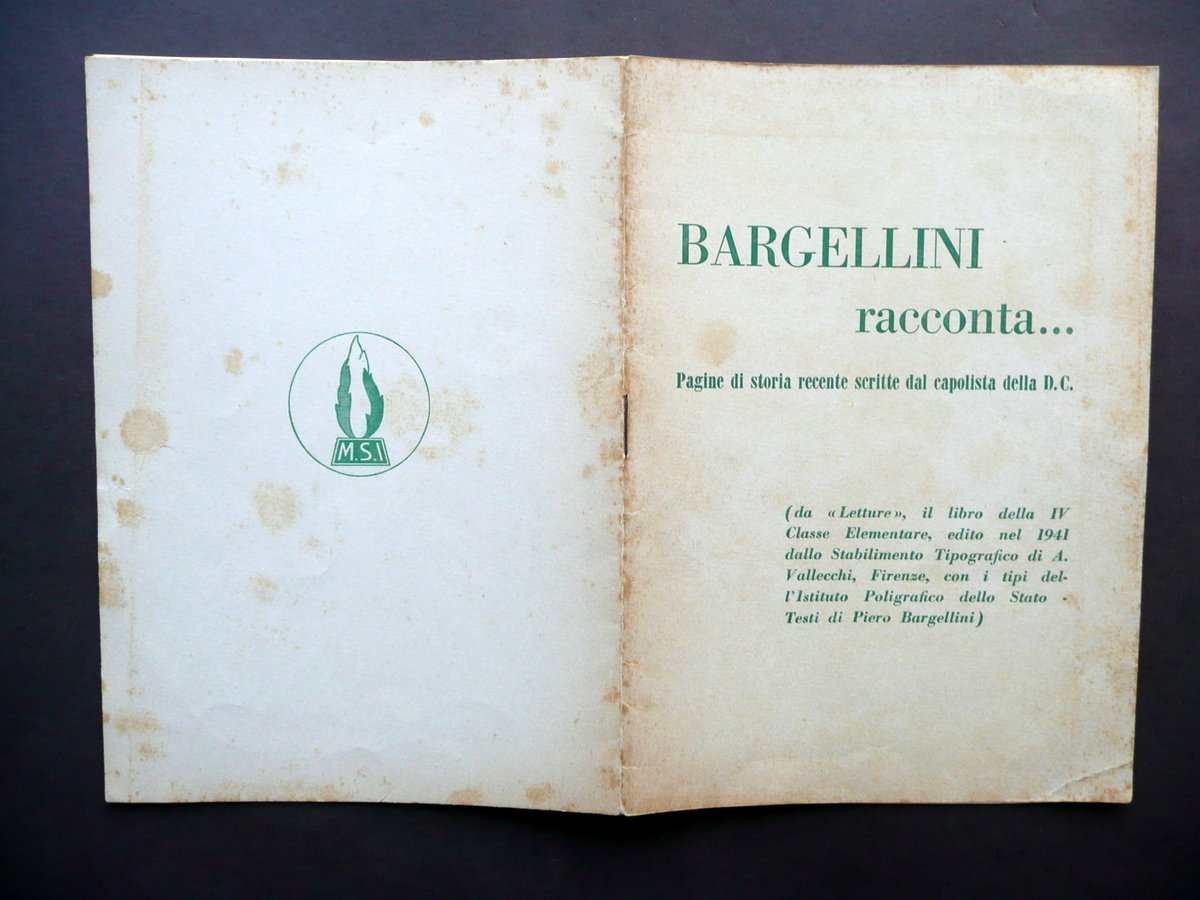 M.S.I
BARGELLINI
racconta...
Pagine di storia recente scritte dal capolista della D.C.
(da «Letture», il libro della IV
Classe Elementare, edito nel 1941
dallo Stabilimento Tipografico di A.
Vallecchi, Firenze, con i tipi del-
l'Istituto Poligrafico dello Stato -
Testi di Piero Bargellini)